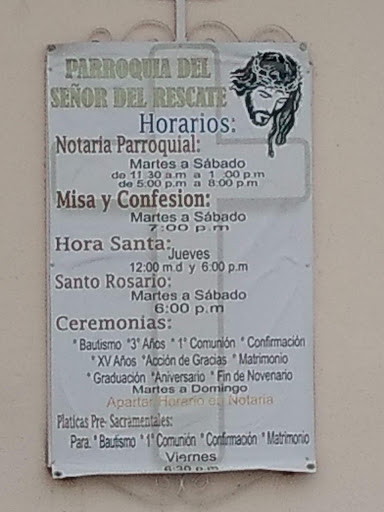 PARROQUIA DEL
SEÑOR DEL RESCATE
Horarios:
Notaria Parroquial:
Martes a Sábado
de 11 30 a.m a 1 :00 p.m
de 5:00 p.m a 8:00 p.m
Misa y Confesion:
Martes a Sábado
7:00 p.m
Hora Santa:
Jueves
12:00 m.d y 6:00 p.m
Santo Rosario:
Martes a Sábado
6:00 p.m
Ceremonias:
* Bautismo *3° Años * 1° Comunión * Confirmación
* XV Años *Acción de Gracias * Matrimonio
* Graduación *Aniversario * Fin de Novenario
Martes a Domingo
Apartar Horario en Notaria
Platicas Pre- Sacramentales:
Para. * Bautismo * 1° Comunión * Confirmación * Matrimonio
Viernes
6:30 p.m